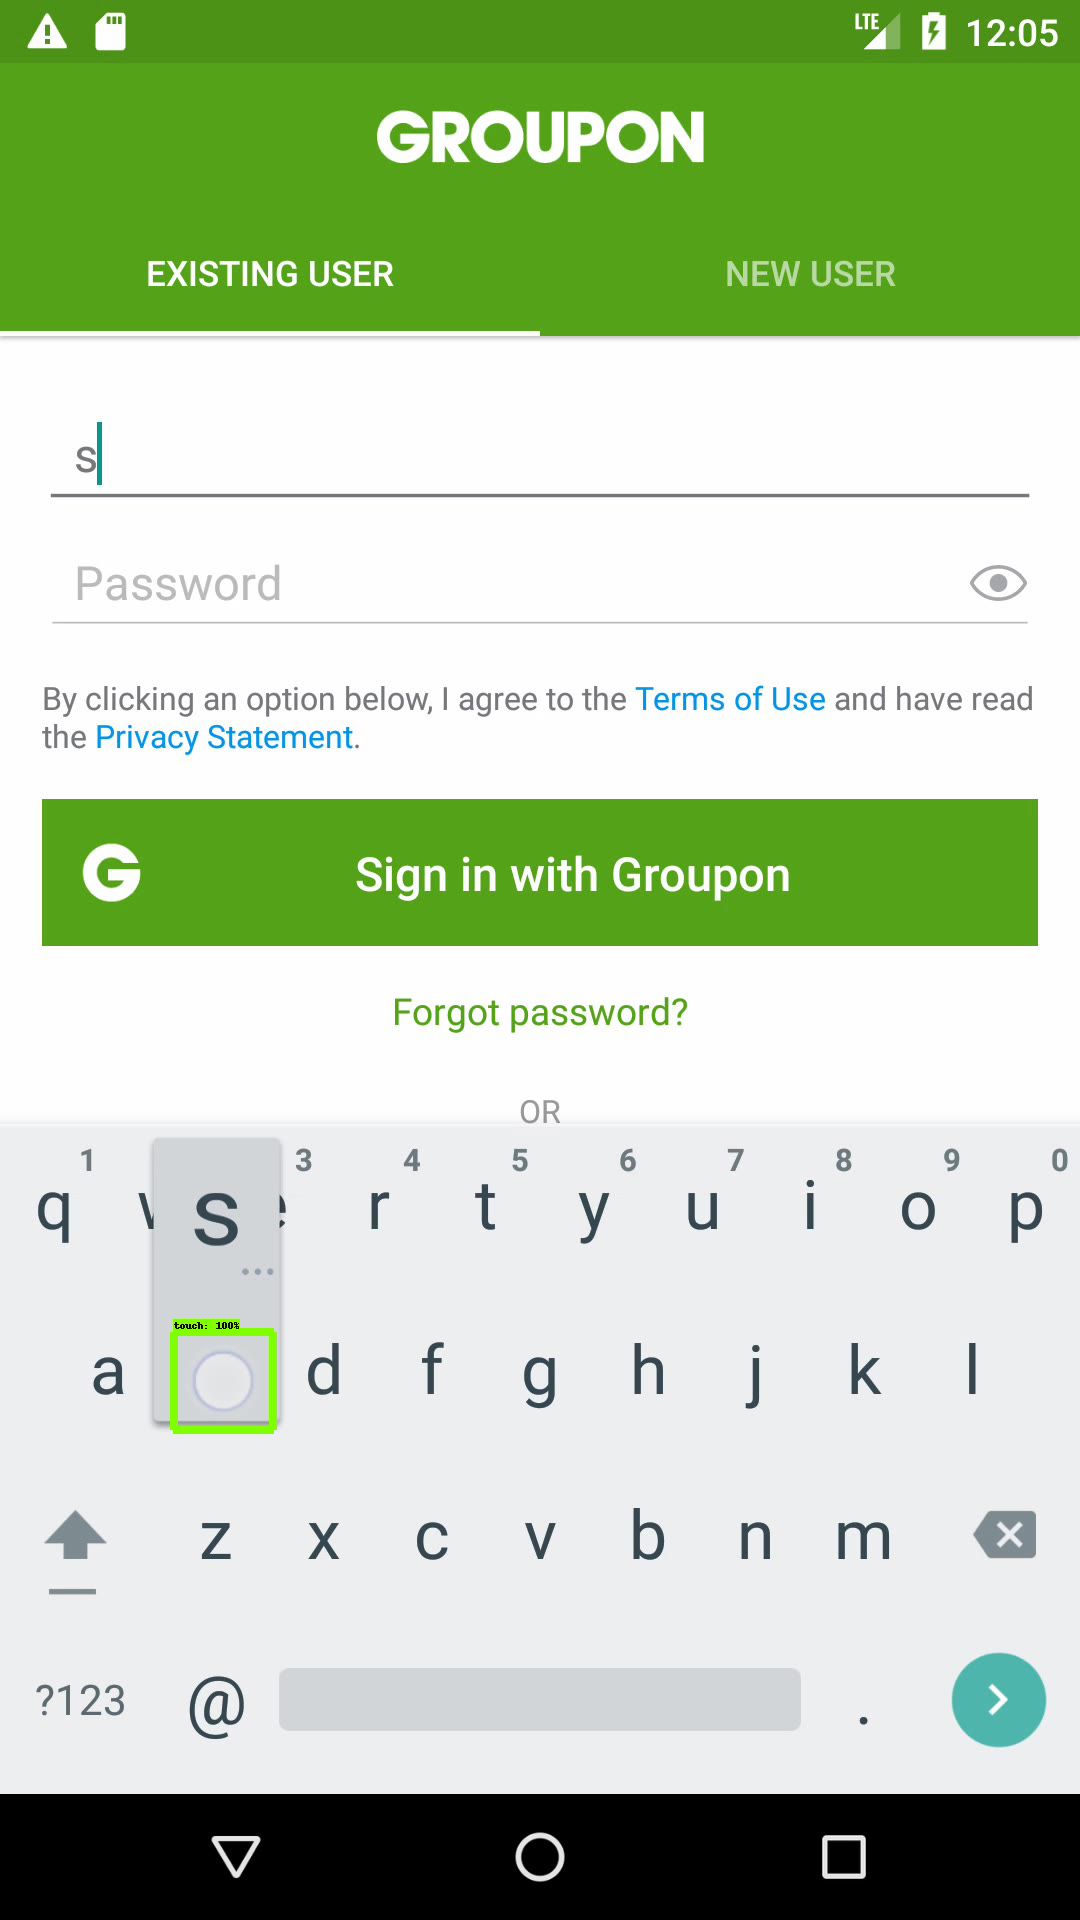 LTE 12:05
GROUPON
EXISTING USER NEW USER
s
Password
By clicking an option below, I agree to the Terms of Use and have read
the Privacy Statement.
G Sign in with Groupon
Forgot password?
OR
1 3 4 5 6 7 8 9 0
q w s e r t y u i o p
touch: 100%
a d f g h j k l
z x c v b n m
?123 @ .